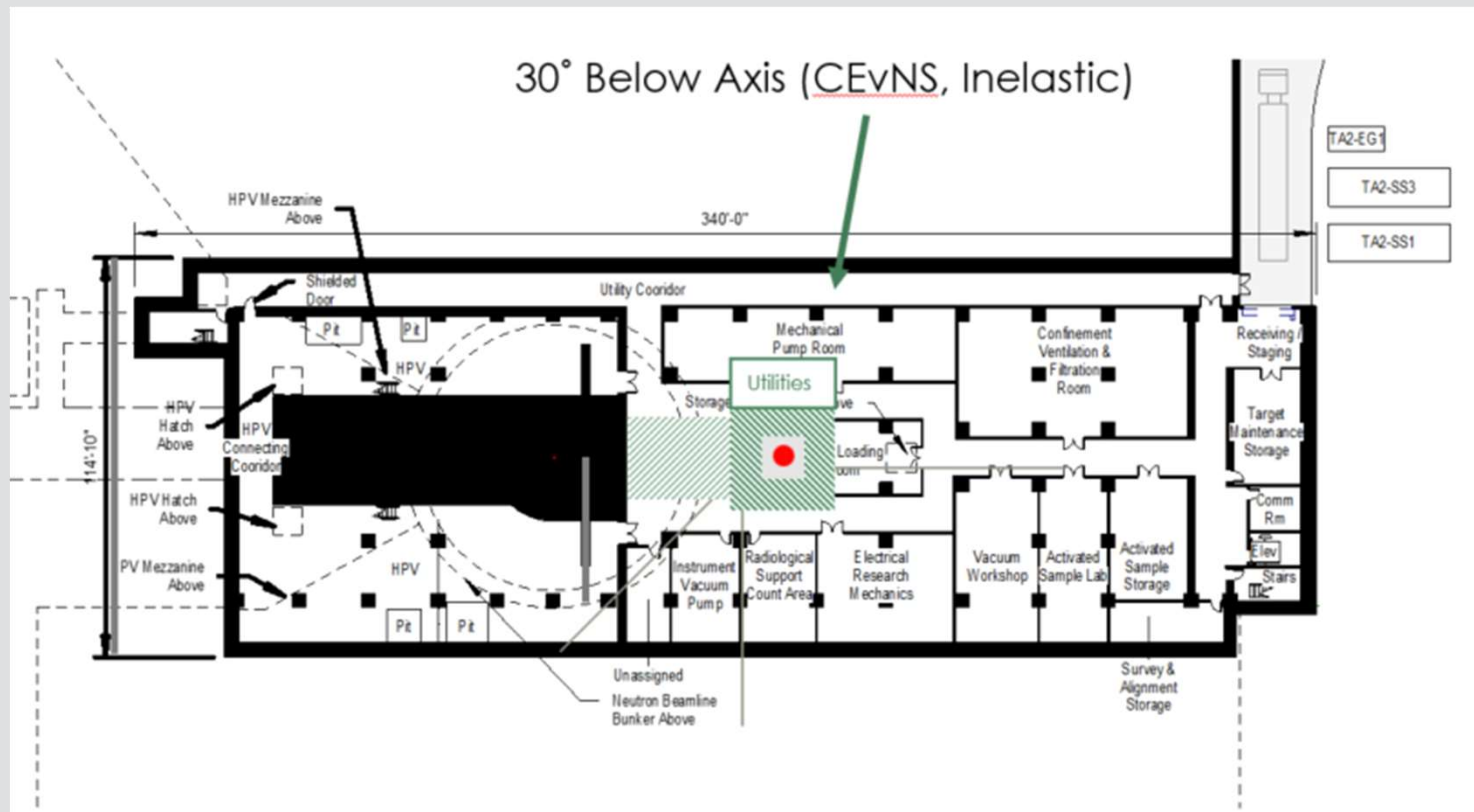 30° Below Axis (CEvNS, Inelastic)
TA2-EG1
TA2-SS3
TA2-SS1
HPV Mezzanine
Above
340'-0"
Shielded
Door
Utility Cooridor
Pit
Pit
Mechanical
Pump Room
Confinement
Ventilation &
Filtration
Room
Receiving /
Staging
HPV
Utilities
Storage
HPV
Hatch
Above
HPV
Connecting
Cooridor
Loading
Target
Maintenance
Storage
114'-10"
HPV Hatch
Above
Comm
Rm
Elev
Stairs
PV Mezzanine
Above
HPV
Instrument
Vacuum
Pump
Radiological
Support
Count Area
Electrical
Research
Mechanics
Vacuum
Workshop
Activated
Sample Lab
Activated
Sample
Storage
Pit
Pit
Unassigned
Neutron Beamline
Bunker Above
Survey &
Alignment
Storage